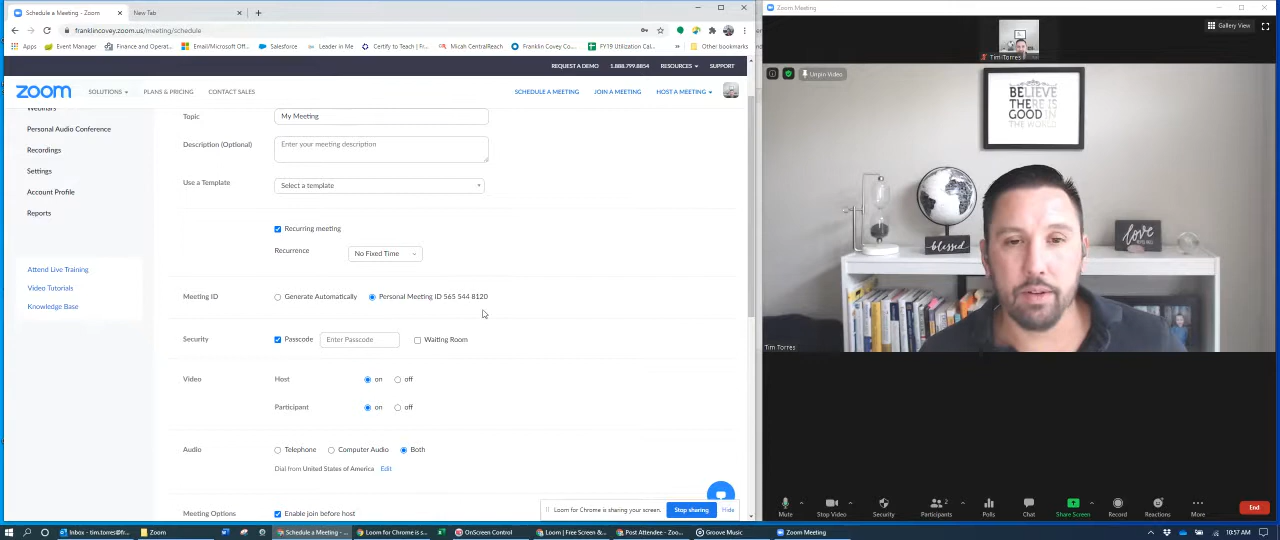 Schedule a Meeting - Zoom
New Tab
franklincovey.zoom.us/meeting/schedule
Apps
Event Manager
Finance and Operat...
Email/Microsoft Off...
Salesforce
Leader in Me
Certify to Teach | Fr...
Micah CentralReach
Franklin Covey Co...
FY19 Utilization Cal...
Other bookmarks
REQUEST A DEMO
1.888.799.8854
RESOURCES
SUPPORT
zoom
SOLUTIONS
PLANS & PRICING
CONTACT SALES
SCHEDULE A MEETING
JOIN A MEETING
HOST A MEETING
Webinars
Personal Audio Conference
Recordings
Settings
Account Profile
Reports
Attend Live Training
Video Tutorials
Knowledge Base
Topic
My Meeting
Description (Optional)
Enter your meeting description
Use a Template
Select a template
Recurring meeting
Recurrence
No Fixed Time
Meeting ID
Generate Automatically
Personal Meeting ID 565 544 8120
Security
Passcode
Enter Passcode
Waiting Room
Video
Host
on
off
Participant
on
off
Audio
Telephone
Computer Audio
Both
Dial from United States of America
Edit
Meeting Options
Enable join before host
Loom for Chrome is sharing your screen.
Stop sharing
Hide
Zoom Meeting
Gallery View
Tim Torres
Unpin Video
BELIEVE
THERE IS
GOOD IN
THE WORLD
blessed
love
Tim Torres
Mute
Stop Video
Security
Participants
2
Polls
Chat
Share Screen
Record
Reactions
More
End
Inbox - tim.torres@fr...
Zoom
Schedule a Meeting - ...
Loom for Chrome is s...
OnScreen Control
Loom | Free Screen &...
Post Attendee - Zoo...
Groove Music
Zoom Meeting
10:57 AM